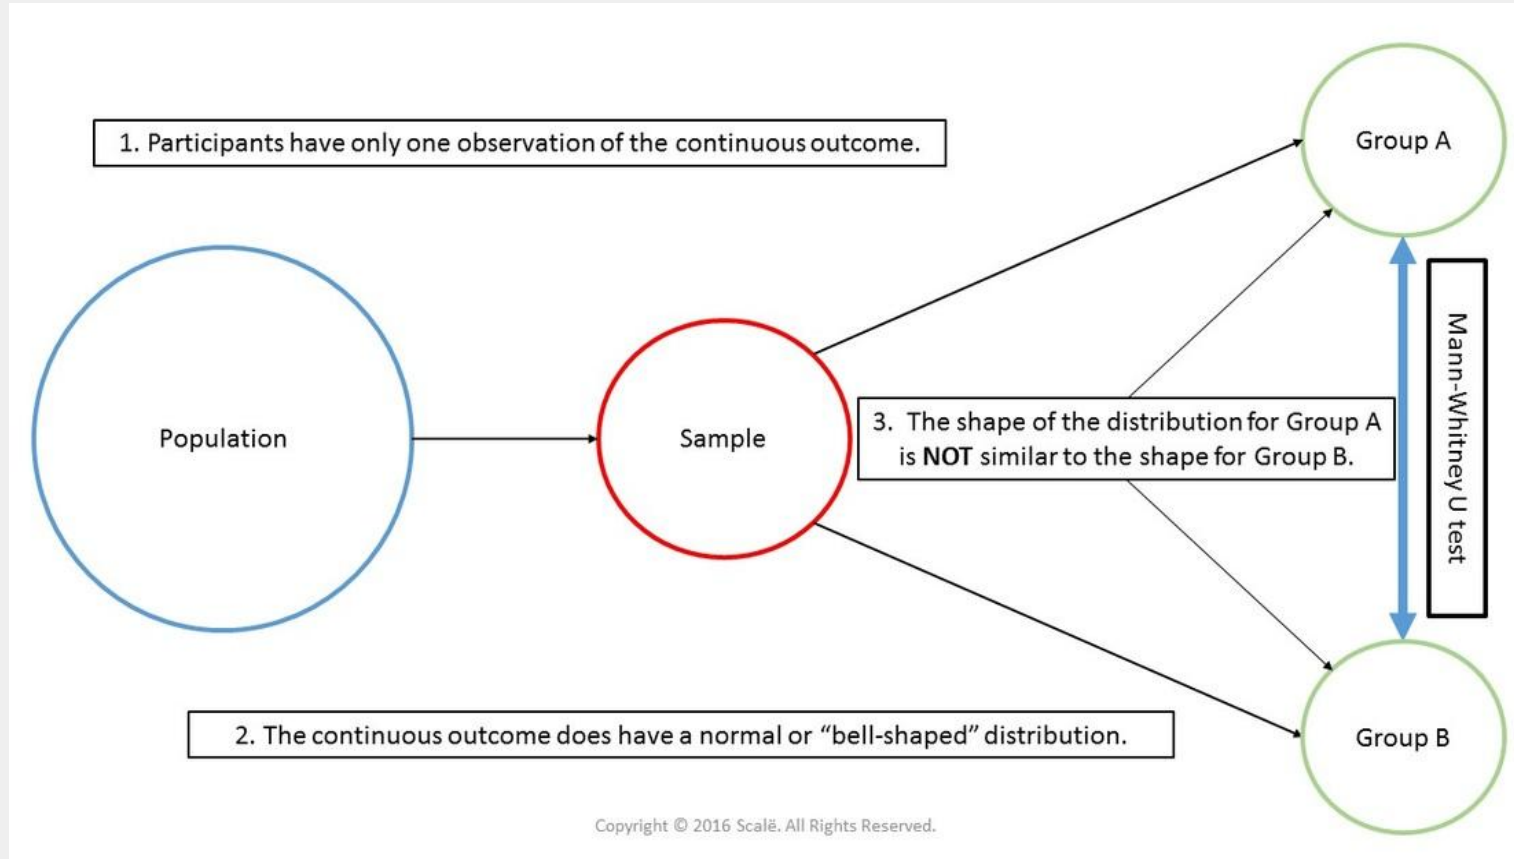 1. Participants have only one observation of the continuous outcome.
Group A
Population
Sample
3. The shape of the distribution for Group A
is NOT similar to the shape for Group B.
Mann-Whitney U test
2. The continuous outcome does have a normal or “bell-shaped” distribution.
Group B
Copyright © 2016 Scalë. All Rights Reserved.